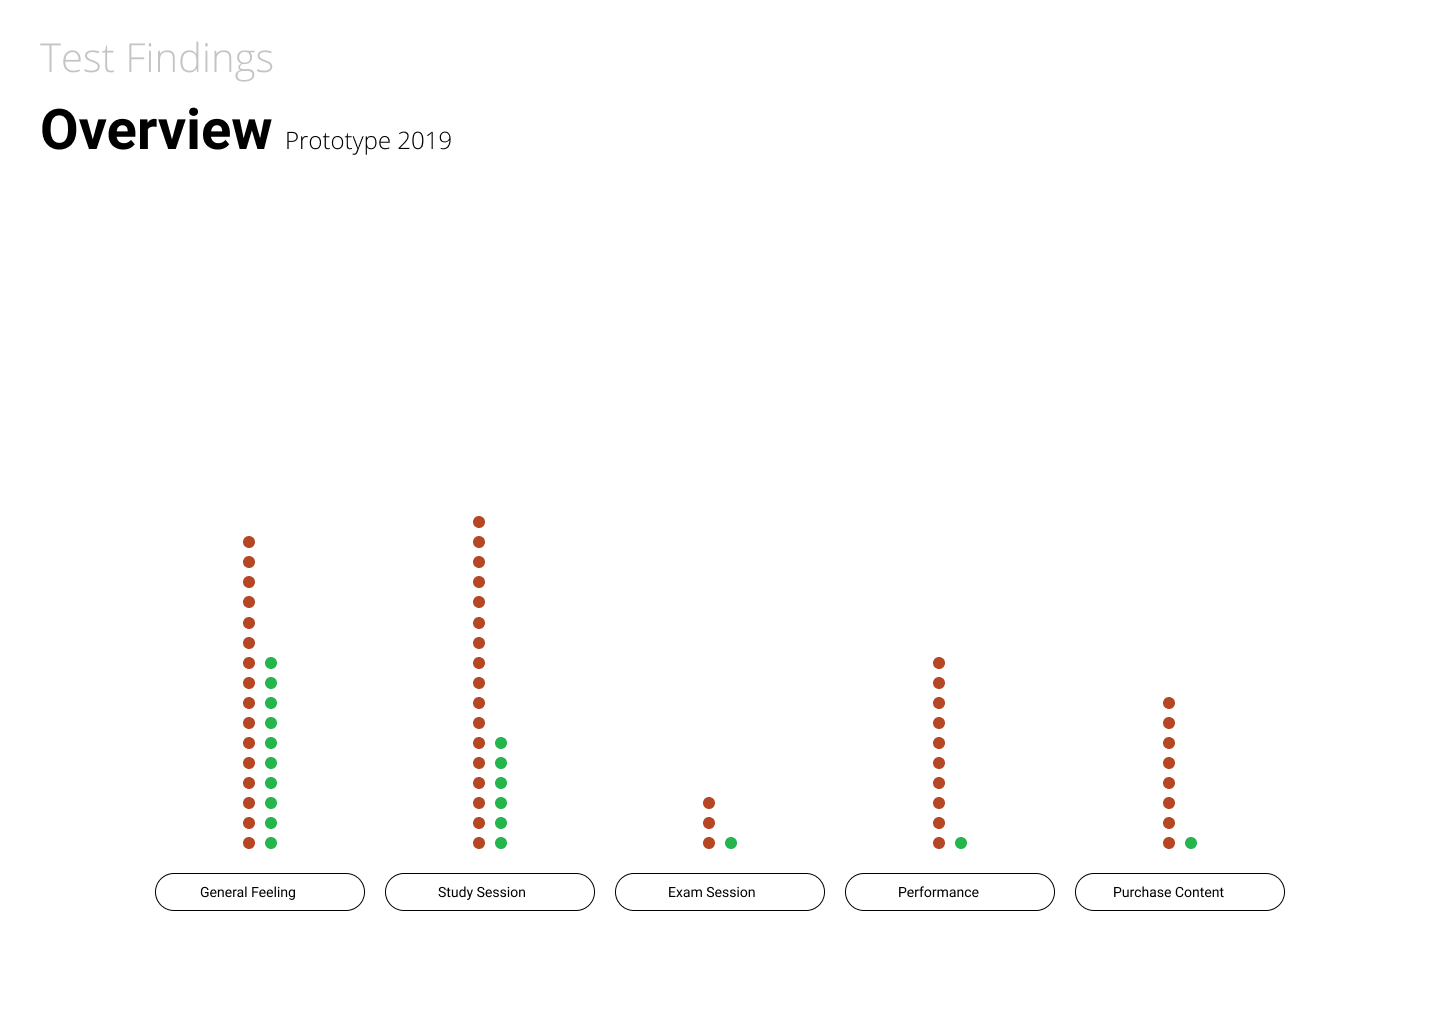 Test Findings
Overview Prototype 2019
General Feeling
Study Session
Exam Session
Performance
Purchase Content